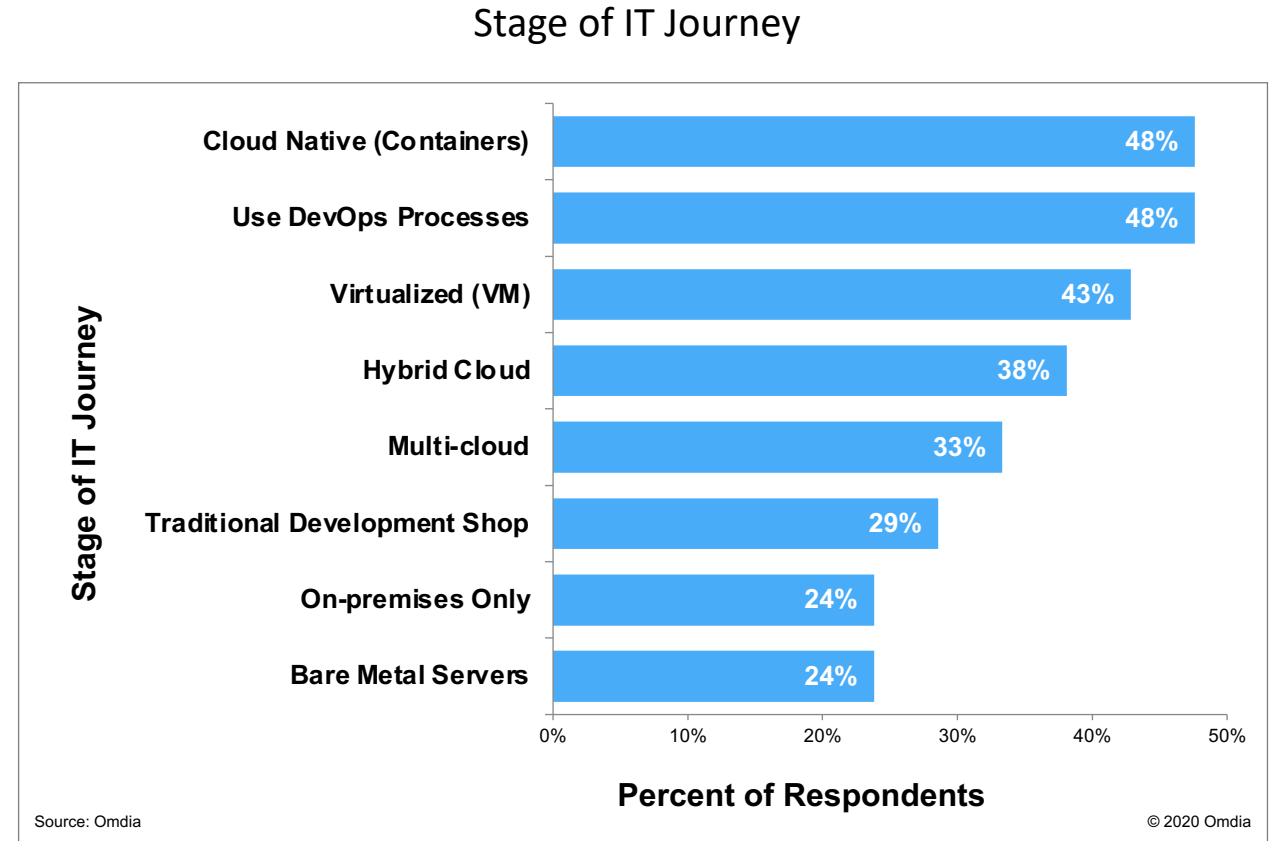 Stage of IT Journey
Stage of IT Journey
Cloud Native (Containers)
48%
Use DevOps Processes
48%
Virtualized (VM)
43%
Hybrid Cloud
38%
Multi-cloud
33%
Traditional Development Shop
29%
On-premises Only
24%
Bare Metal Servers
24%
0% 10% 20% 30% 40% 50%
Percent of Respondents
Source: Omdia
© 2020 Omdia